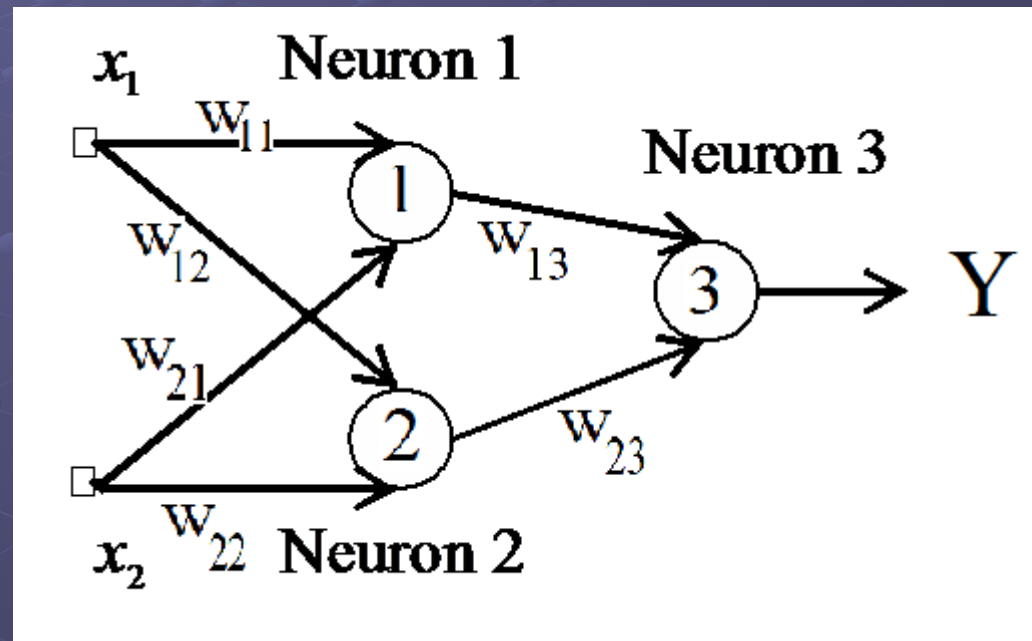 x₁ Neuron 1
w₁₁
Neuron 3
1
w₁₂ w₁₃
3 Y
w₂₁
2
w₂₃
w₂₂
x₂ Neuron 2